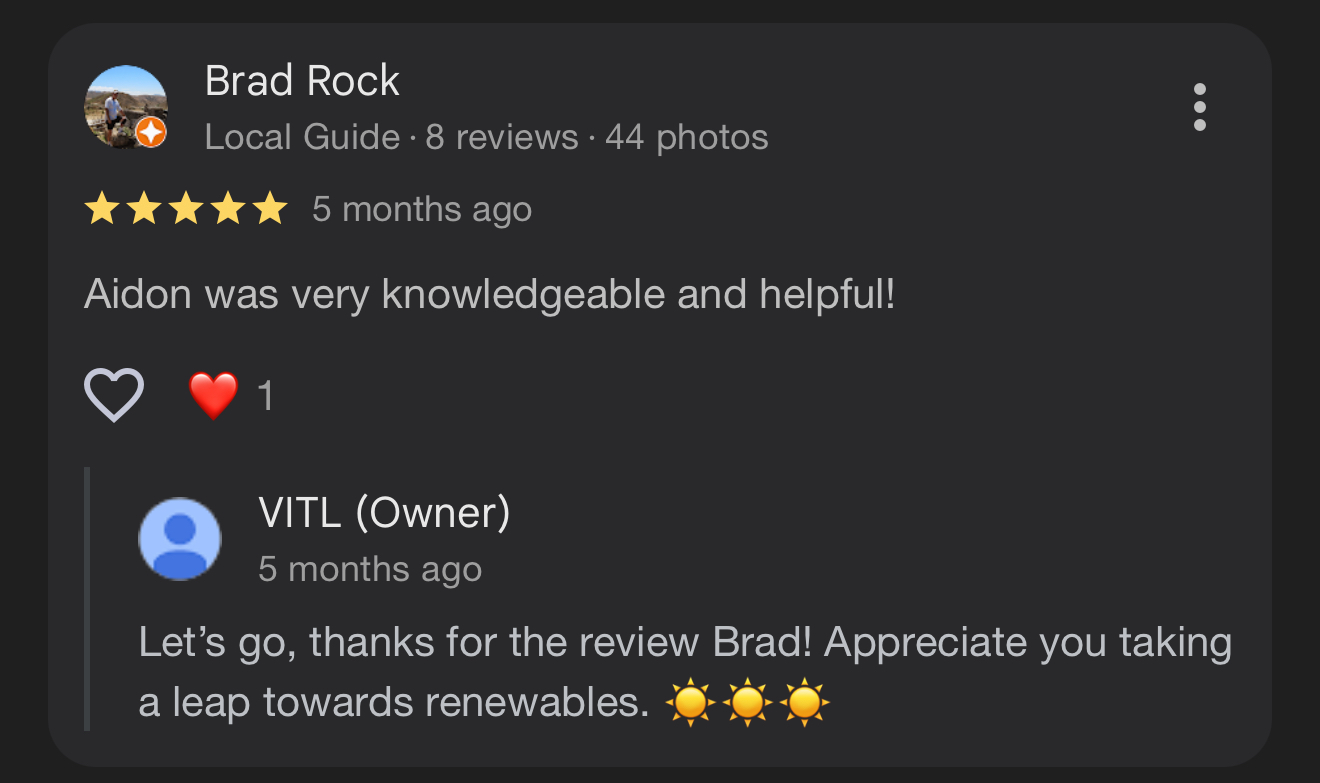 Brad Rock
Local Guide · 8 reviews · 44 photos
5 months ago
Aidon was very knowledgeable and helpful!
1
VITL (Owner)
5 months ago
Let’s go, thanks for the review Brad! Appreciate you taking
a leap towards renewables. ☀️☀️☀️